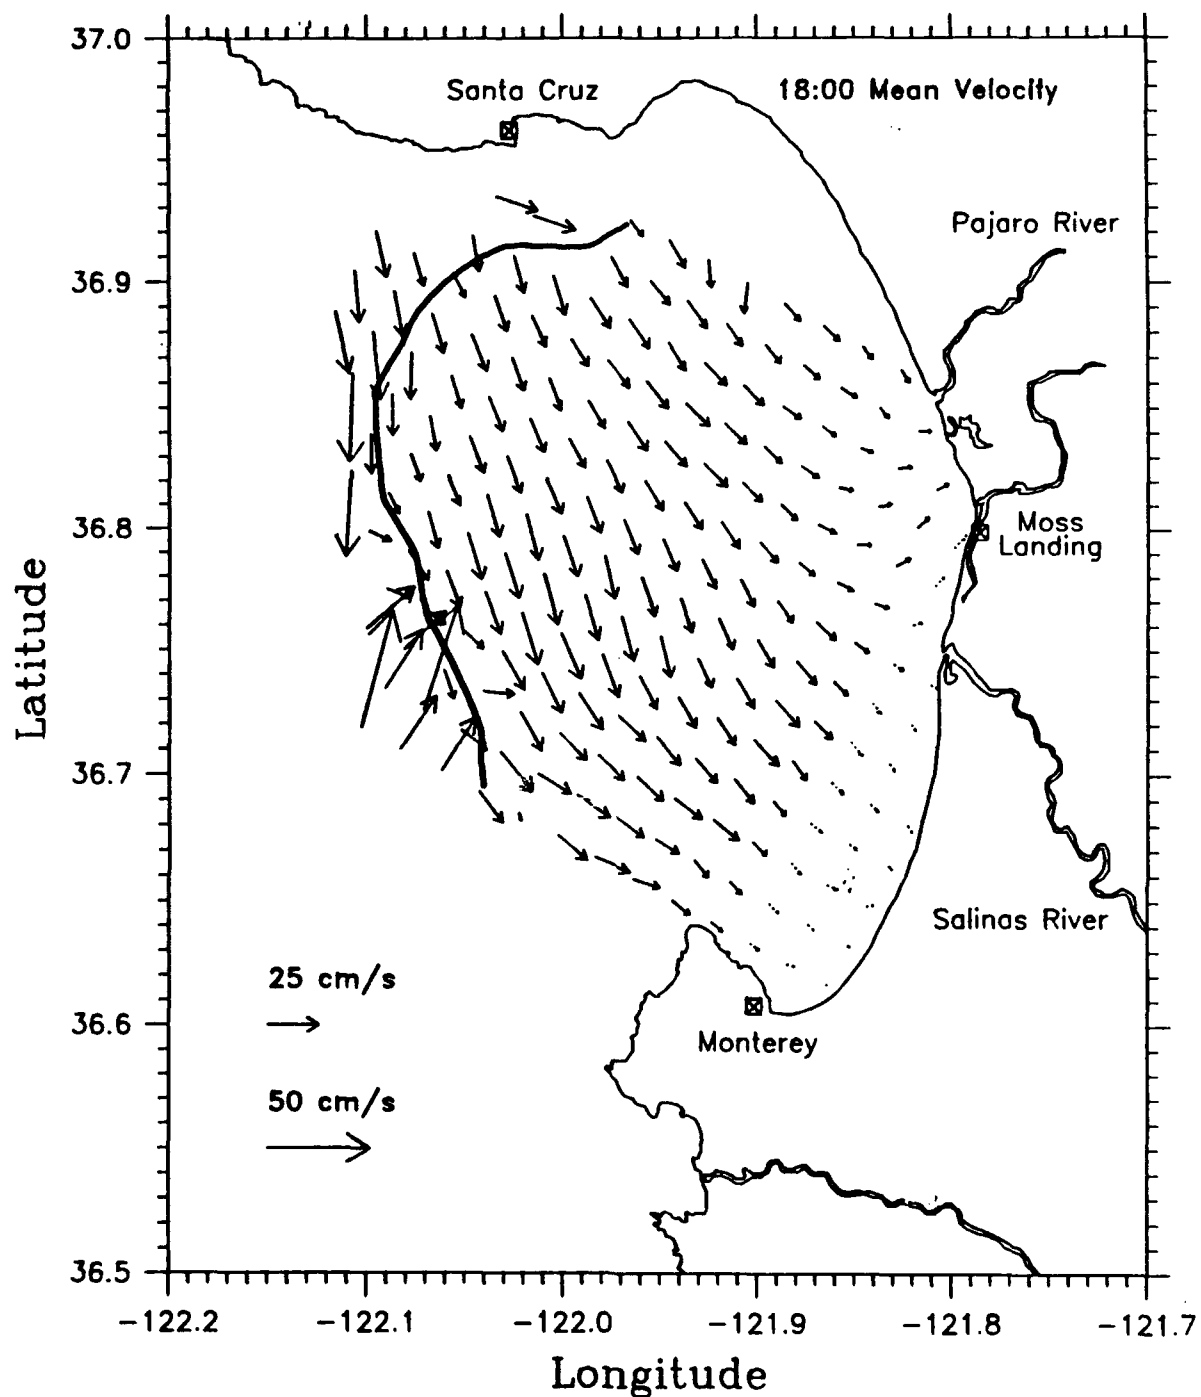 37.0
Santa Cruz
18:00 Mean Velocity
Pajaro River
36.9
36.8
Moss
Landing
Latitude
36.7
Salinas River
25 cm/s
36.6
Monterey
50 cm/s
36.5
-122.2 -122.1 -122.0 -121.9 -121.8 -121.7
Longitude